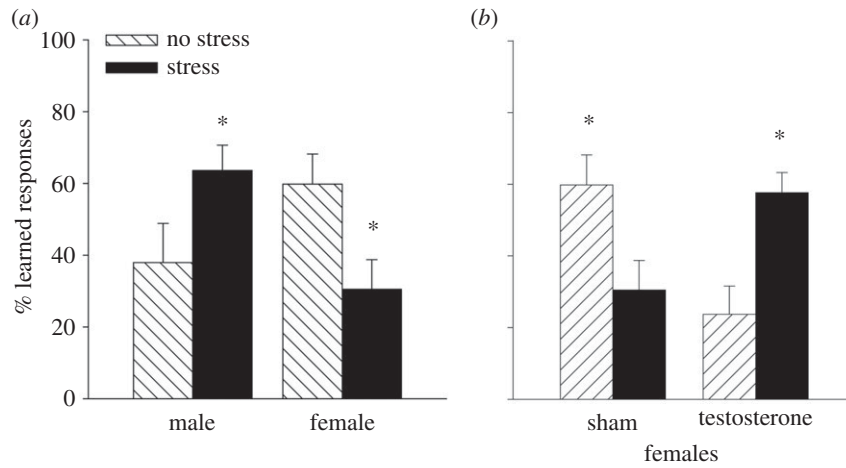 (a)
(b)
100
80
60
40
20
0
% learned responses
no stress
stress
*
*
*
*
male female
sham testosterone
females